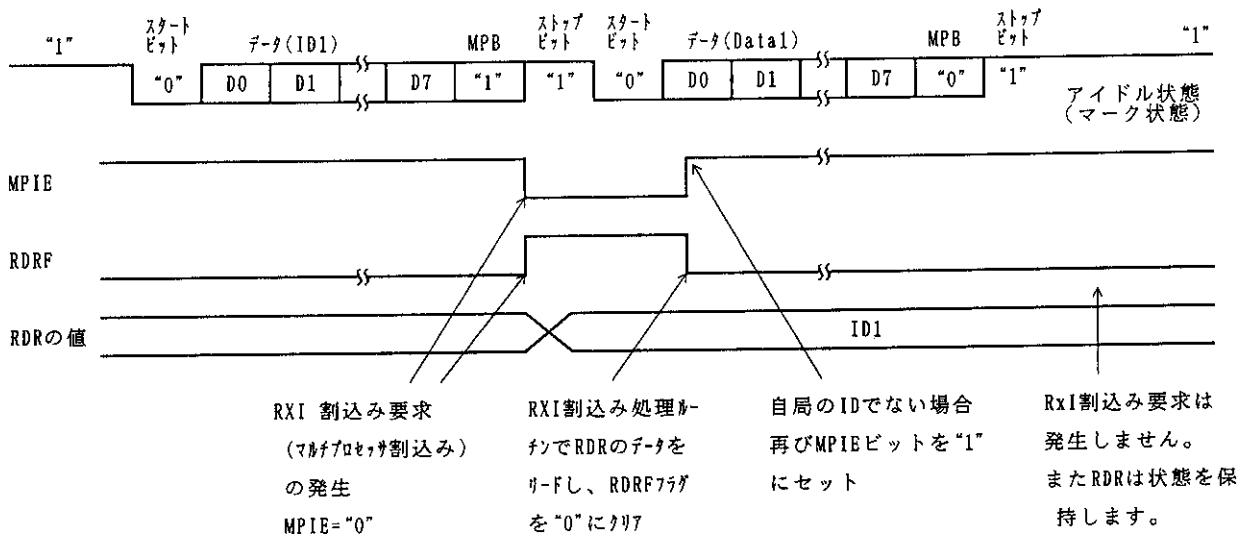 "1" スタートビット データ(ID1) MPB ストップビット スタートビット データ(Data1) MPB ストップビット "1"
"0" D0 D1 D7 "1" "1" "0" D0 D1 D7 "0" "1"
アイドル状態
(マーク状態)
MPIE
RDRF
RDRの値
ID1
RXI 割込み要求
(マルチプロセッサ割込み)
の発生
MPIE="0"
RXI割込み処理ルー
チンでRDRのデータを
リードし、RDRFフラグ
を"0"にクリア
自局のIDでない場合
再びMPIEビットを"1"
にセット
RxI割込み要求は
発生しません。
またRDRは状態を保
持します。